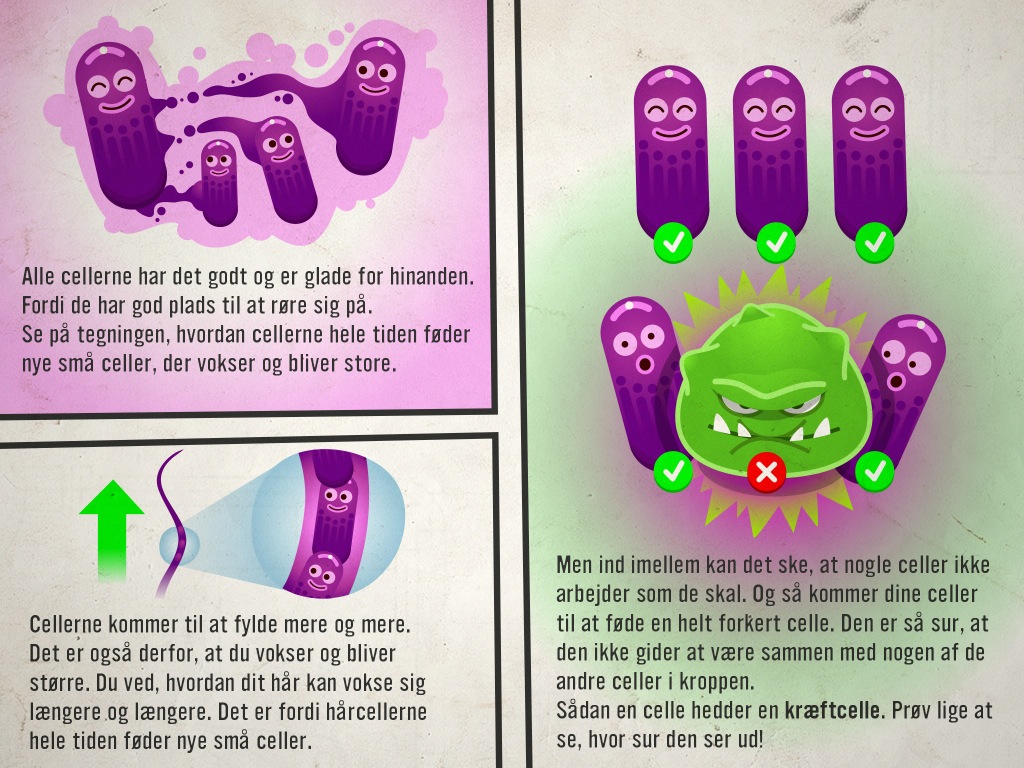 Alle cellerne har det godt og er glade for hinanden.
Fordi de har god plads til at røre sig på.
Se på tegningen, hvordan cellerne hele tiden føder
nye små celler, der vokser og bliver store.
Cellerne kommer til at fylde mere og mere.
Det er også derfor, at du vokser og bliver
større. Du ved, hvordan dit hår kan vokse sig
længere og længere. Det er fordi hårcellerne
hele tiden føder nye små celler.
Men ind imellem kan det ske, at nogle celler ikke
arbejder som de skal. Og så kommer dine celler
til at føde en helt forkert celle. Den er så sur, at
den ikke gider at være sammen med nogen af de
andre celler i kroppen.
Sådan en celle hedder en kræftcelle. Prøv lige at
se, hvor sur den ser ud!